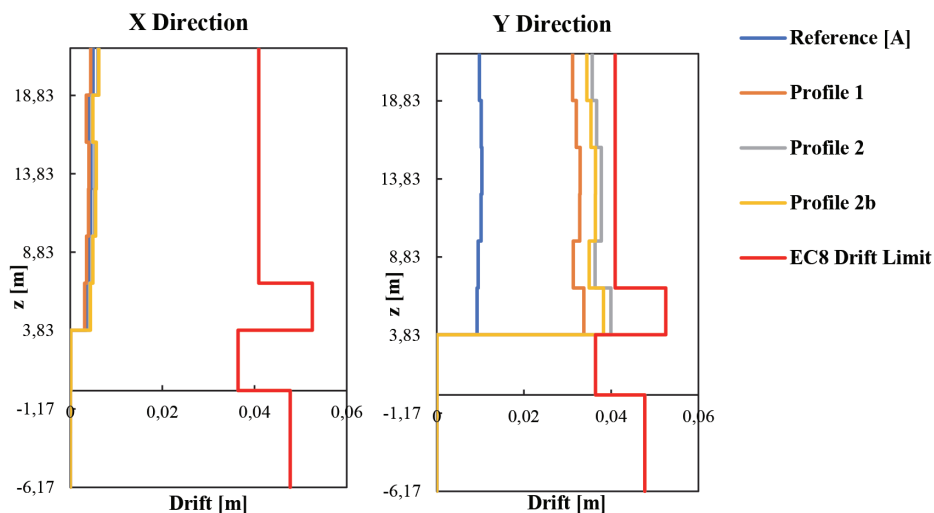 X Direction
Y Direction
z [m]
18,83
13,83
8,83
3,83
-1,17
-6,17
0
0,02
0,04
0,06
Drift [m]
z [m]
18,83
13,83
8,83
3,83
-1,17
-6,17
0
0,02
0,04
0,06
Drift [m]
Reference [A]
Profile 1
Profile 2
Profile 2b
EC8 Drift Limit